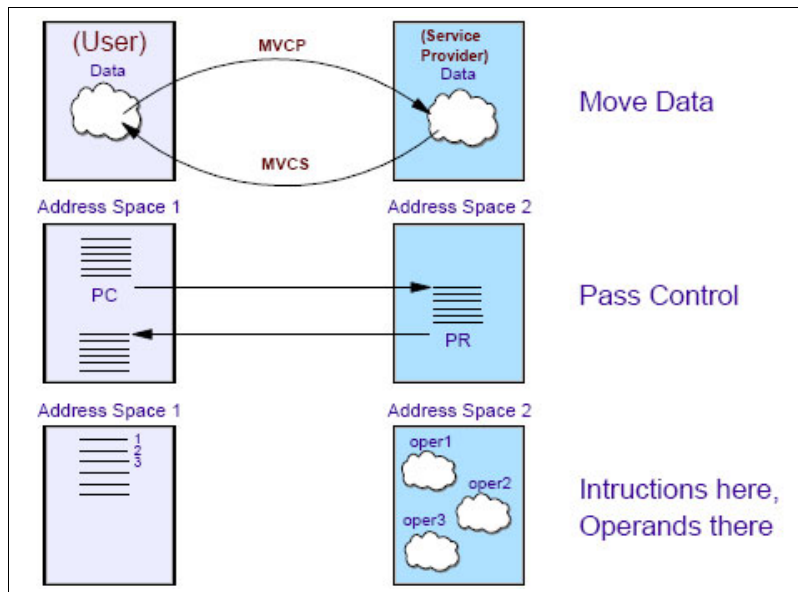 (User)
Data
MVCP
(Service
Provider)
Data
Move Data
MVCS
Address Space 1
Address Space 2
PC
Pass Control
PR
Address Space 1
Address Space 2
1
2
3
oper1
oper2
oper3
Intructions here,
Operands there